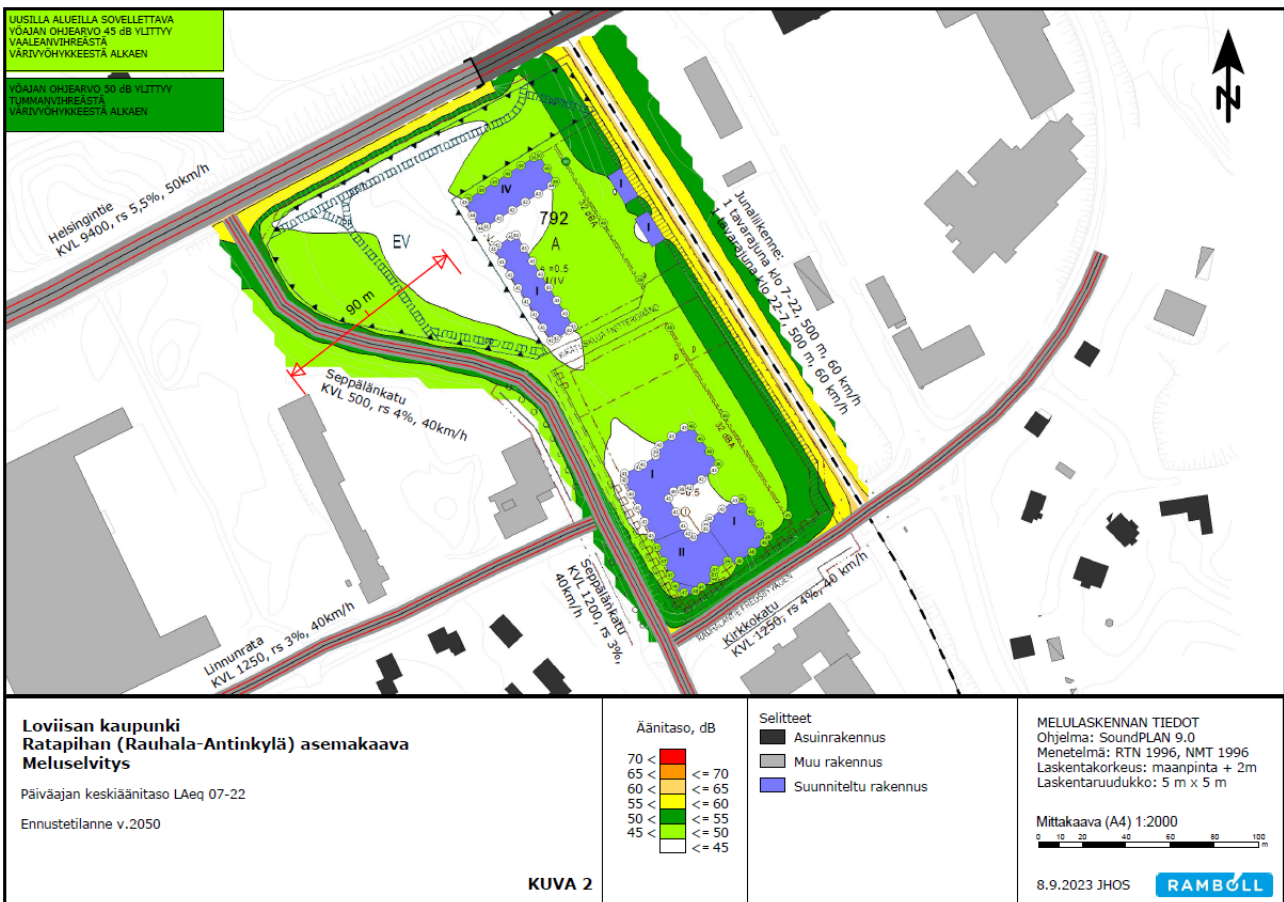 UUSILLA ALUEILLA SOVELLETTAVA
YÖAJAN OHJEARVO 45 dB YLITTYY
VAALEANVIHREÄSTÄ
VÄRIVYÖHYKKEESTÄ ALKAEN
YÖAJAN OHJEARVO 50 dB YLITTYY
TUMMANVIHREÄSTÄ
VÄRIVYÖHYKKEESTÄ ALKAEN
N
Helsingintie
KVL 9400, rs 5,5%, 50km/h
Junaliikenne:
1 tavarajuna klo 7-22, 500 m, 60 km/h
1 tavarajuna klo 22-7, 500 m, 60 km/h
IV
792
A
EV
I
I
I
32 dBA
90 m
Seppälänkatu
KVL 500, rs 4%, 40km/h
32 dBA
I
I
II
Linnunrata
KVL 1250, rs 3%, 40km/h
Seppälänkatu
KVL 1200, rs 3%,
40km/h
Kirkkokatu
KVL 1250, rs 4%, 40 km/h
Loviisan kaupunki
Ratapihan (Rauhala-Antinkylä) asemakaava
Meluselvitys
Päiväajan keskiäänitaso LAeq 07-22
Ennustetilanne v.2050
KUVA 2
Äänitaso, dB
70 <
65 < <= 70
60 < <= 65
55 < <= 60
50 < <= 55
45 < <= 50
<= 45
Selitteet
Asuinrakennus
Muu rakennus
Suunniteltu rakennus
MELULASKENNAN TIEDOT
Ohjelma: SoundPLAN 9.0
Menetelmä: RTN 1996, NMT 1996
Laskentakorkeus: maanpinta + 2m
Laskentaruudukko: 5 m x 5 m
Mittakaava (A4) 1:2000
0 10 20 40 60 80 100
m
8.9.2023 JHOS
RAMBOLL